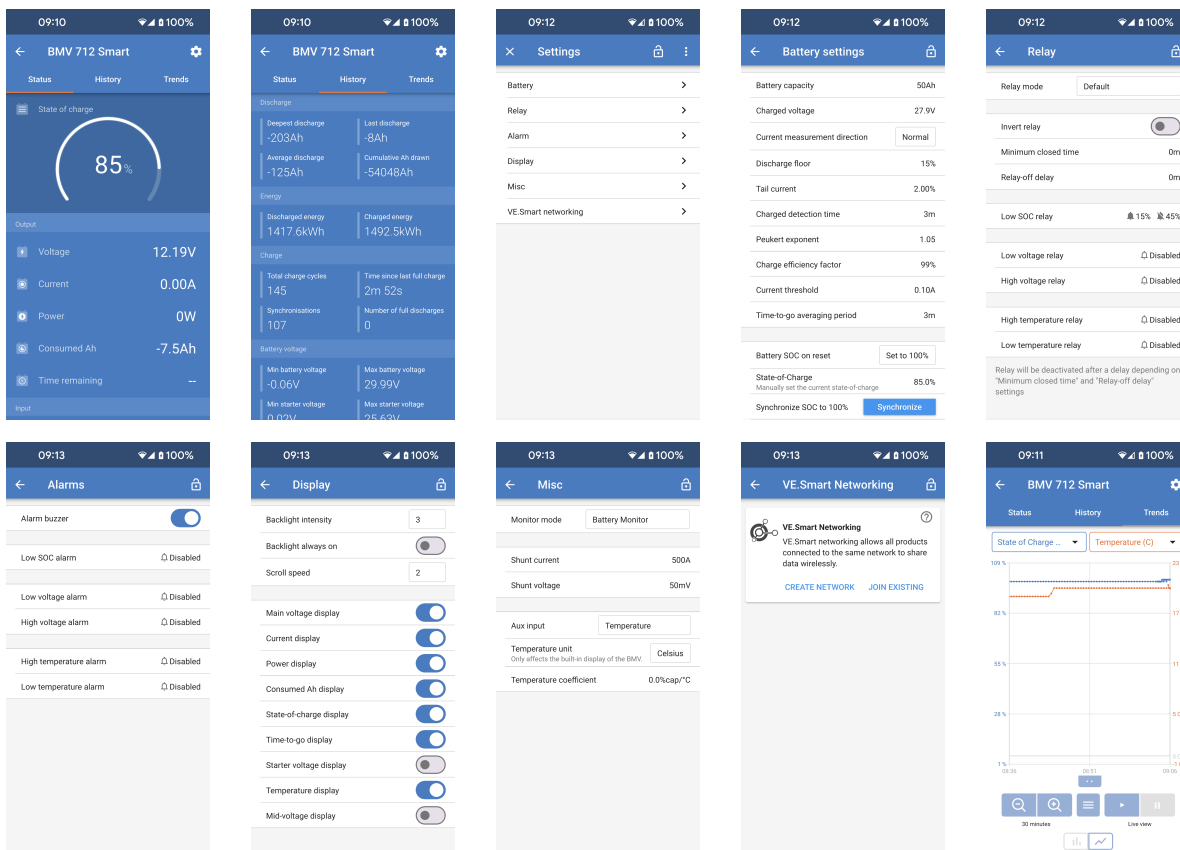 09:10
100%
BMV 712 Smart
Status History Trends
State of charge
85%
Output
Voltage 12.19V
Current 0.00A
Power 0W
Consumed Ah -7.5Ah
Time remaining --
Input
09:10
100%
BMV 712 Smart
Status History Trends
Discharge
Deepest discharge Last discharge
-203Ah -8Ah
Average discharge Cumulative Ah drawn
-125Ah -54048Ah
Energy
Discharged energy Charged energy
1417.6kWh 1492.5kWh
Charge
Total charge cycles Time since last full charge
145 2m 52s
Synchronisations Number of full discharges
107 0
Battery voltage
Min battery voltage Max battery voltage
-0.06V 29.99V
Min starter voltage Max starter voltage
0.02V 25.63V
09:12
100%
Settings
Battery
Relay
Alarm
Display
Misc
VE.Smart networking
09:12
100%
Battery settings
Battery capacity 50Ah
Charged voltage 27.9V
Current measurement direction Normal
Discharge floor 15%
Tail current 2.00%
Charged detection time 3m
Peukert exponent 1.05
Charge efficiency factor 99%
Current threshold 0.10A
Time-to-go averaging period 3m
Battery SOC on reset Set to 100%
State-of-Charge
Manually set the current state-of-charge 85.0%
Synchronize SOC to 100% Synchronize
09:12
100%
Relay
Relay mode Default
Invert relay
Minimum closed time 0m
Relay-off delay 0m
Low SOC relay 15% 45%
Low voltage relay Disabled
High voltage relay Disabled
High temperature relay Disabled
Low temperature relay Disabled
Relay will be deactivated after a delay depending on
"Minimum closed time" and "Relay-off delay"
settings
09:13
100%
Alarms
Alarm buzzer
Low SOC alarm Disabled
Low voltage alarm Disabled
High voltage alarm Disabled
High temperature alarm Disabled
Low temperature alarm Disabled
09:13
100%
Display
Backlight intensity 3
Backlight always on
Scroll speed 2
Main voltage display
Current display
Power display
Consumed Ah display
State-of-charge display
Time-to-go display
Starter voltage display
Temperature display
Mid-voltage display
09:13
100%
Misc
Monitor mode Battery Monitor
Shunt current 500A
Shunt voltage 50mV
Aux input Temperature
Temperature unit
Only affects the built-in display of the BMV. Celsius
Temperature coefficient 0.0%cap/°C
09:13
100%
VE.Smart Networking
VE.Smart Networking
VE.Smart networking allows all products
connected to the same network to share
data wirelessly.
CREATE NETWORK JOIN EXISTING
09:11
100%
BMV 712 Smart
Status History Trends
State of Charge ... Temperature (C)
109 % 23
82 % 17
55 % 11
28 % 5
1 %
08:36 08:51 09:06
30 minutes Live view